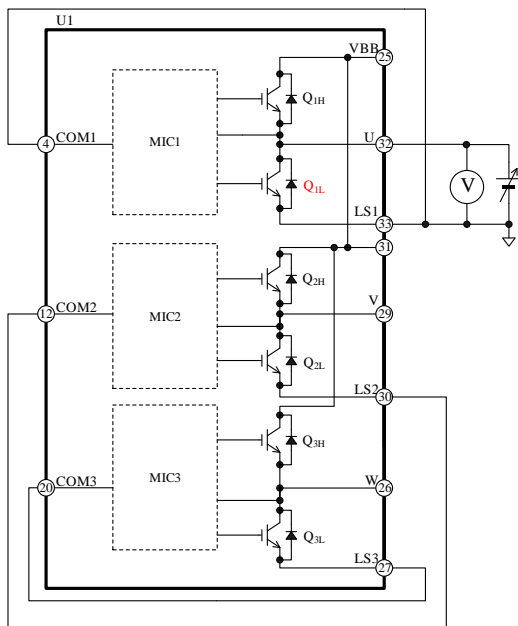 U1
VBB
25
Q1H
MIC1
4
COM1
U
32
V
Q1L
LS1
33
31
Q2H
12
COM2
MIC2
V
29
Q2L
LS2
30
Q3H
20
COM3
MIC3
W
26
Q3L
LS3
27